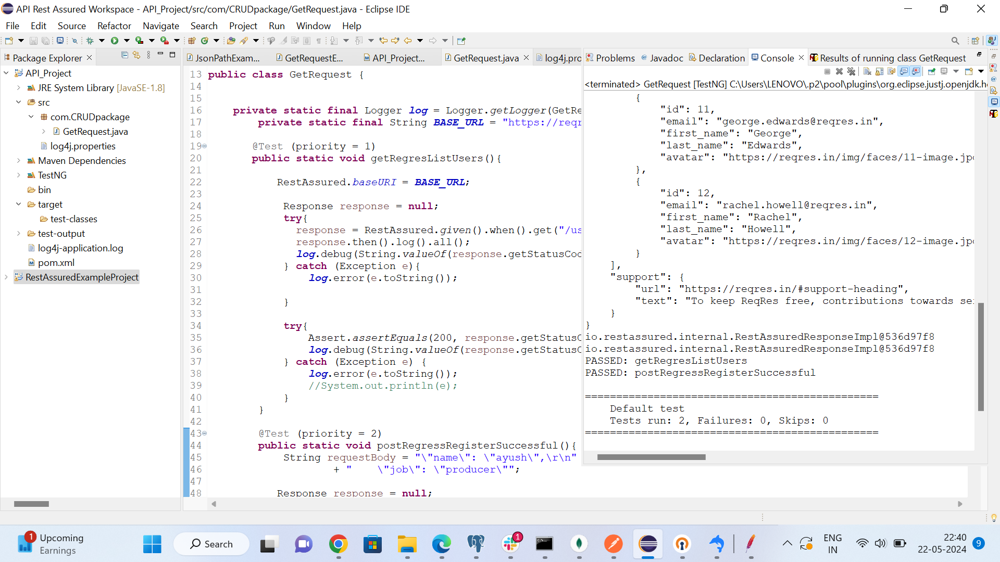 API Rest Assured Workspace - API_Project/src/com/CRUDpackage/GetRequest.java - Eclipse IDE
File Edit Source Refactor Navigate Search Project Run Window Help
Package Explorer
API_Project
JRE System Library [JavaSE-1.8]
src
com.CRUDpackage
GetRequest.java
log4j.properties
Maven Dependencies
TestNG
bin
target
test-classes
test-output
log4j-application.log
pom.xml
RestAssuredExampleProject
JsonPathExam... GetRequestE... API_Project... GetRequest.java log4j.pro
13 public class GetRequest {
14
15
16 private static final Logger log = Logger.getLogger(GetRe
17 private static final String BASE_URL = "https://reqr
18
19 @Test (priority = 1)
20 public static void getRegresListUsers(){
21
22 RestAssured.baseURI = BASE_URL;
23
24 Response response = null;
25 try{
26 response = RestAssured.given().when().get("/us
27 response.then().log().all();
28 log.debug(String.valueOf(response.getStatusCod
29 } catch (Exception e){
30 log.error(e.toString());
31
32 }
33
34 try{
35 Assert.assertEquals(200, response.getStatusC
36 log.debug(String.valueOf(response.getStatusC
37 } catch (Exception e) {
38 log.error(e.toString());
39 //System.out.println(e);
40 }
41 }
42
43 @Test (priority = 2)
44 public static void postRegressRegisterSuccessful(){
45 String requestBody = "\"name\": \"ayush\",\r\n"
46 + "    \"job\": \"producer\"";
47
48 Response response = null;
Problems Javadoc Declaration Console Results of running class GetRequest
<terminated> GetRequest [TestNG] C:\Users\LENOVO\.p2\pool\plugins\org.eclipse.justj.openjdk.h
{
"id": 11,
"email": "george.edwards@reqres.in",
"first_name": "George",
"last_name": "Edwards",
"avatar": "https://reqres.in/img/faces/11-image.jp
},
{
"id": 12,
"email": "rachel.howell@reqres.in",
"first_name": "Rachel",
"last_name": "Howell",
"avatar": "https://reqres.in/img/faces/12-image.jp
}
],
"support": {
"url": "https://reqres.in/#support-heading",
"text": "To keep ReqRes free, contributions towards se
}
}
io.restassured.internal.RestAssuredResponseImpl@536d97f8
io.restassured.internal.RestAssuredResponseImpl@536d97f8
PASSED: getRegresListUsers
PASSED: postRegressRegisterSuccessful
===============================================
Default test
Tests run: 2, Failures: 0, Skips: 0
===============================================
1
Upcoming
Earnings
Search
1
ENG
IN
22:40
22-05-2024
9